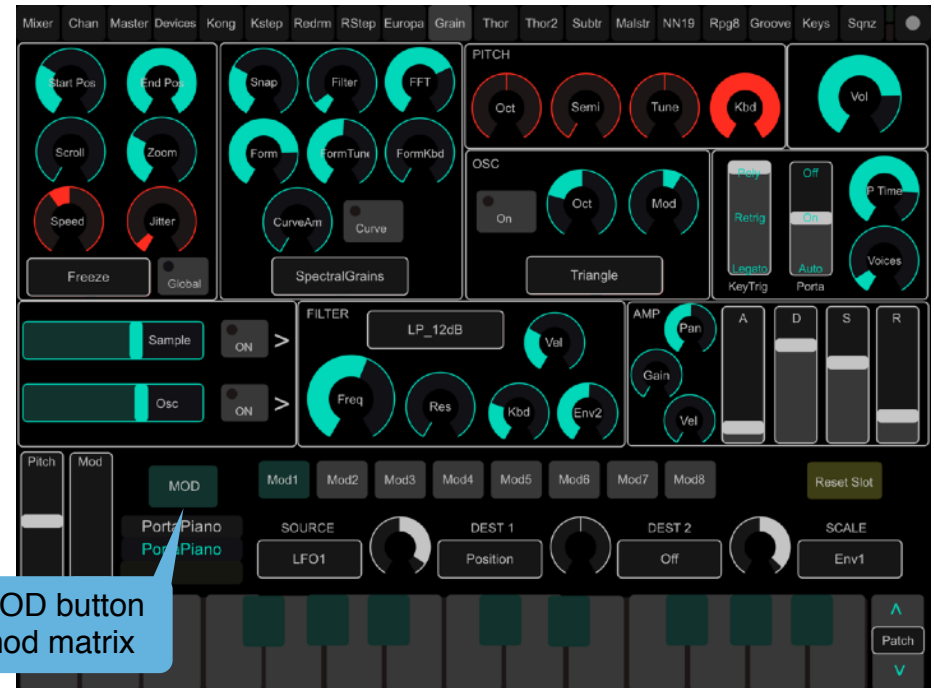 Mixer Chan Master Devices Kong Kstep Redrm RStep Europa Grain Thor Thor2 Subtr Malstr NN19 Rpg8 Groove Keys Sqnz
PITCH
Start Pos End Pos Snap Filter FFT
Oct Semi Tune Kbd Vol
Scroll Zoom Form FormTune FormKbd
OSC
On Oct Mod
Poly Off
P Time
Retrig On
Speed Jitter CurveAm Curve
Legato Auto Voices
Freeze Global SpectralGrains Triangle
KeyTrig Porta
FILTER AMP
Sample ON >
LP_12dB
Vel
Pan A D S R
Gain
Osc ON >
Freq Res Kbd Env2
Vel
Pitch Mod
MOD Mod1 Mod2 Mod3 Mod4 Mod5 Mod6 Mod7 Mod8 Reset Slot
PortaPiano SOURCE DEST 1 DEST 2 SCALE
PortaPiano
LFO1 Position Off Env1
OD button
mod matrix
Patch